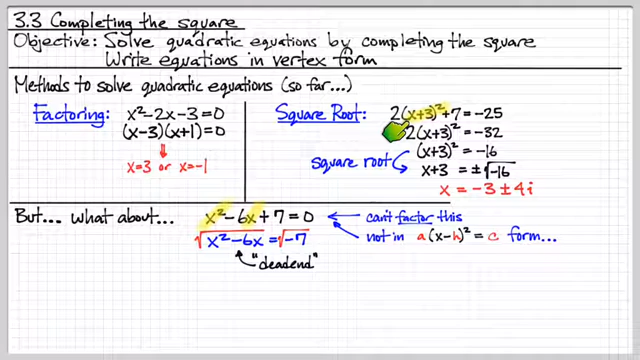 3.3 Completing the square
Objective: Solve quadratic equations by completing the square
Write equations in vertex form
Methods to solve quadratic equations (so far...)
Factoring: x²-2x-3=0
(x-3)(x+1)=0
x=3 or x=-1
Square Root: 2(x+3)²+7=-25
2(x+3)²=-32
(x+3)²=-16
square root
x+3=±√-16
x=-3±4i
But... what about... x²-6x+7=0 can't factor this
√x²-6x=√-7 not in a(x-h)²=c form...
"deadend"